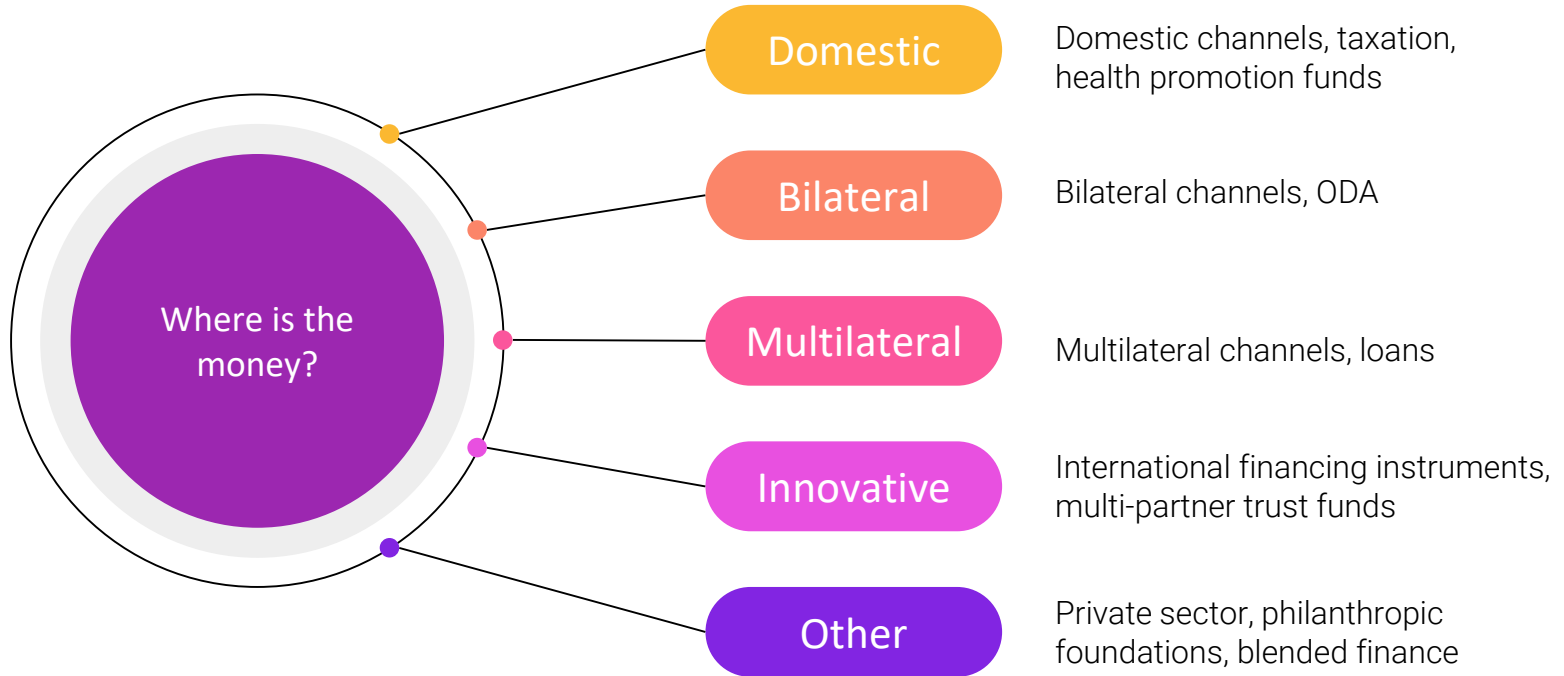 Where is the
money?
Domestic
Domestic channels, taxation,
health promotion funds
Bilateral
Bilateral channels, ODA
Multilateral
Multilateral channels, loans
Innovative
International financing instruments,
multi-partner trust funds
Other
Private sector, philanthropic
foundations, blended finance